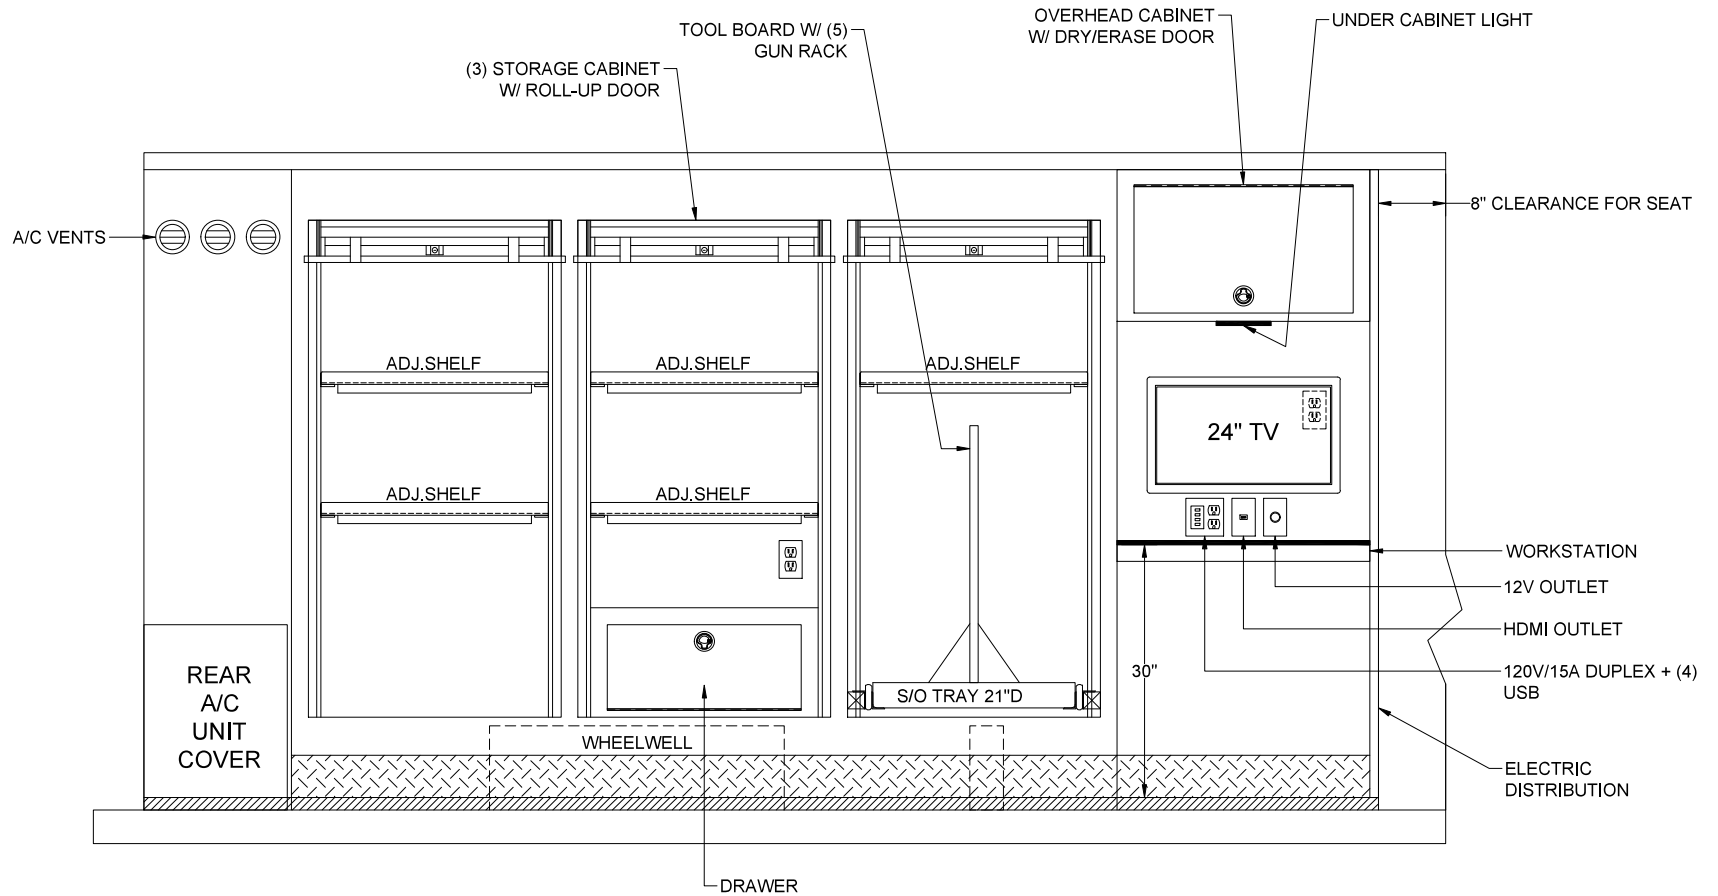 OVERHEAD CABINET
W/ DRY/ERASE DOOR
UNDER CABINET LIGHT
TOOL BOARD W/ (5)
GUN RACK
(3) STORAGE CABINET
W/ ROLL-UP DOOR
8" CLEARANCE FOR SEAT
A/C VENTS
ADJ.SHELF
ADJ.SHELF
ADJ.SHELF
24" TV
ADJ.SHELF
ADJ.SHELF
WORKSTATION
12V OUTLET
HDMI OUTLET
120V/15A DUPLEX + (4)
USB
30"
REAR
A/C
UNIT
COVER
S/O TRAY 21"D
WHEELWELL
ELECTRIC
DISTRIBUTION
DRAWER